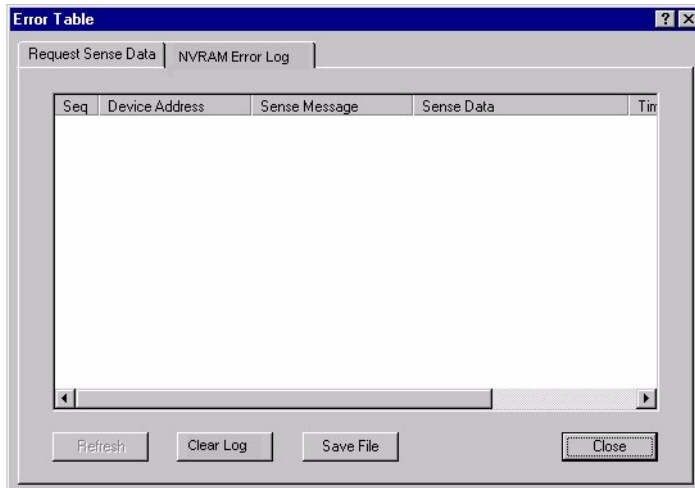 Error Table
Request Sense Data NVRAM Error Log
Seq Device Address Sense Message Sense Data Tim
Refresh Clear Log Save File Close